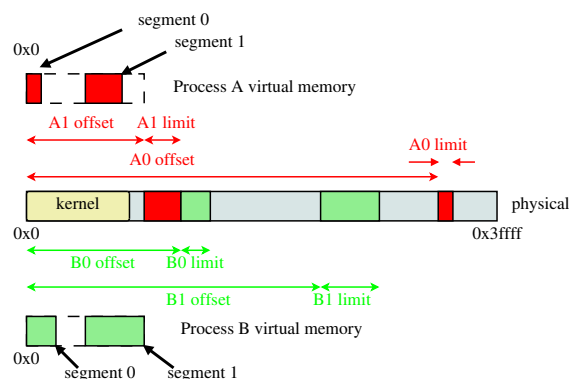 segment 0
0x0
segment 1
Process A virtual memory
A1 offset
A1 limit
A0 limit
A0 offset
kernel
physical
0x0
0x3ffff
B0 offset
B0 limit
B1 offset
B1 limit
Process B virtual memory
0x0
segment 0
segment 1